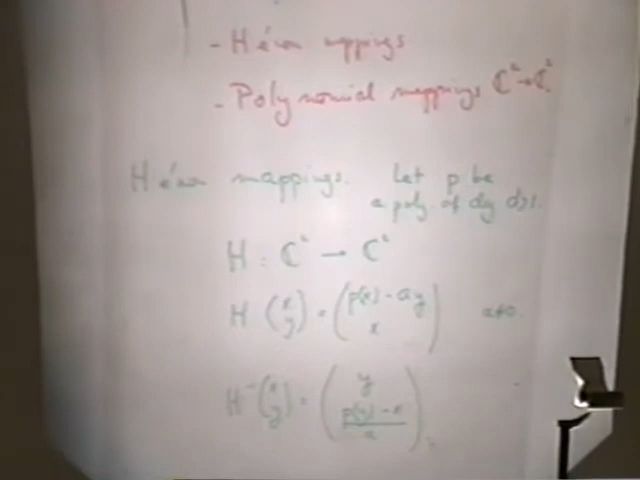 - Hénon mappings
- Polynomial mappings ℂ² → ℂ²
Hénon mappings. Let p be
a poly. of deg d>1.
H : ℂ² → ℂ²
H (x y) = (p(x) - ay x) a≠0
H⁻¹ (x y) = (y (p(y) - x)/a)